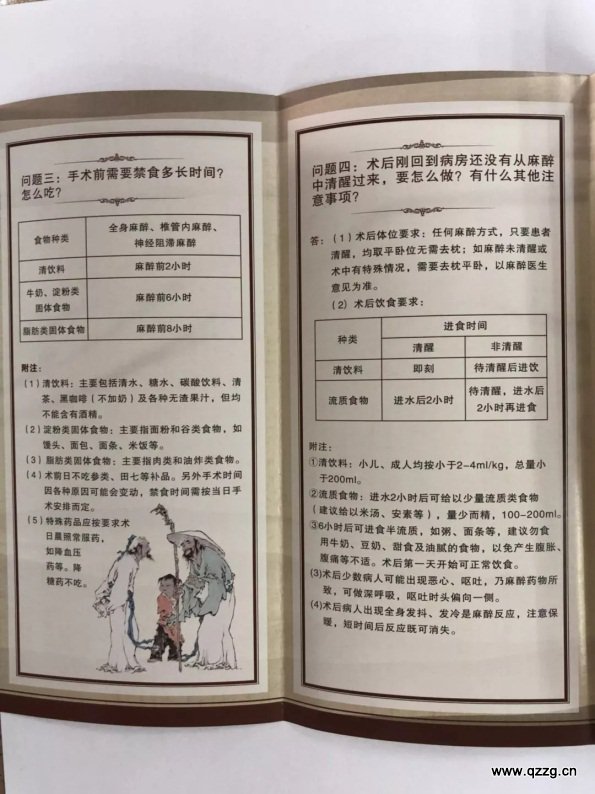 问题三：手术前需要禁食多长时间？
怎么吃？
食物种类
全身麻醉、椎管内麻醉、
神经阻滞麻醉
清饮料
麻醉前2小时
牛奶、淀粉类
固体食物
麻醉前6小时
脂肪类固体食物
麻醉前8小时
附注：
(1)清饮料：主要包括清水、糖水、碳酸饮料、清
茶、黑咖啡（不加奶）及各种无渣果汁，但均
不能含有酒精。
(2)淀粉类固体食物：主要指面粉和谷类食物，如
馒头、面包、面条、米饭等。
(3)脂肪类固体食物：主要指肉类和油炸类食物。
(4)术前日不吃参类、田七等补品。另外手术时间
因各种原因可能会变动，禁食时间需按当日手
术安排而定。
(5)特殊药品应按要求术
日晨照常服药，
如降血压
药等。降
糖药不吃。
问题四：术后刚回到病房还没有从麻醉
中清醒过来，要怎么做？有什么其他注
意事项？
答：(1)术后体位要求：任何麻醉方式，只要患者
清醒，均取平卧位无需去枕；如麻醉未清醒或
术中有特殊情况，需要去枕平卧，以麻醉医生
意见为准。
(2)术后饮食要求：
种类
进食时间
清醒
非清醒
清饮料
即刻
待清醒后进饮
流质食物
进水后2小时
待清醒，进水后
2小时再进食
附注：
①清饮料：小儿、成人均按小于2-4ml/kg，总量小
于200ml。
②流质食物：进水2小时后可给以少量流质类食物
（建议给以米汤、安素等），量少而精，100-200ml。
③6小时后可进食半流质，如粥、面条等，建议勿食
用牛奶、豆奶、甜食及油腻的食物，以免产生腹胀、
腹痛等不适。术后第一天开始可正常饮食。
(3)术后少数病人可能出现恶心、呕吐，乃麻醉药物所
致，可做深呼吸，呕吐时头偏向一侧。
(4)术后病人出现全身发抖、发冷是麻醉反应，注意保
暖，短时间后反应既可消失。
www.qzzg.cn